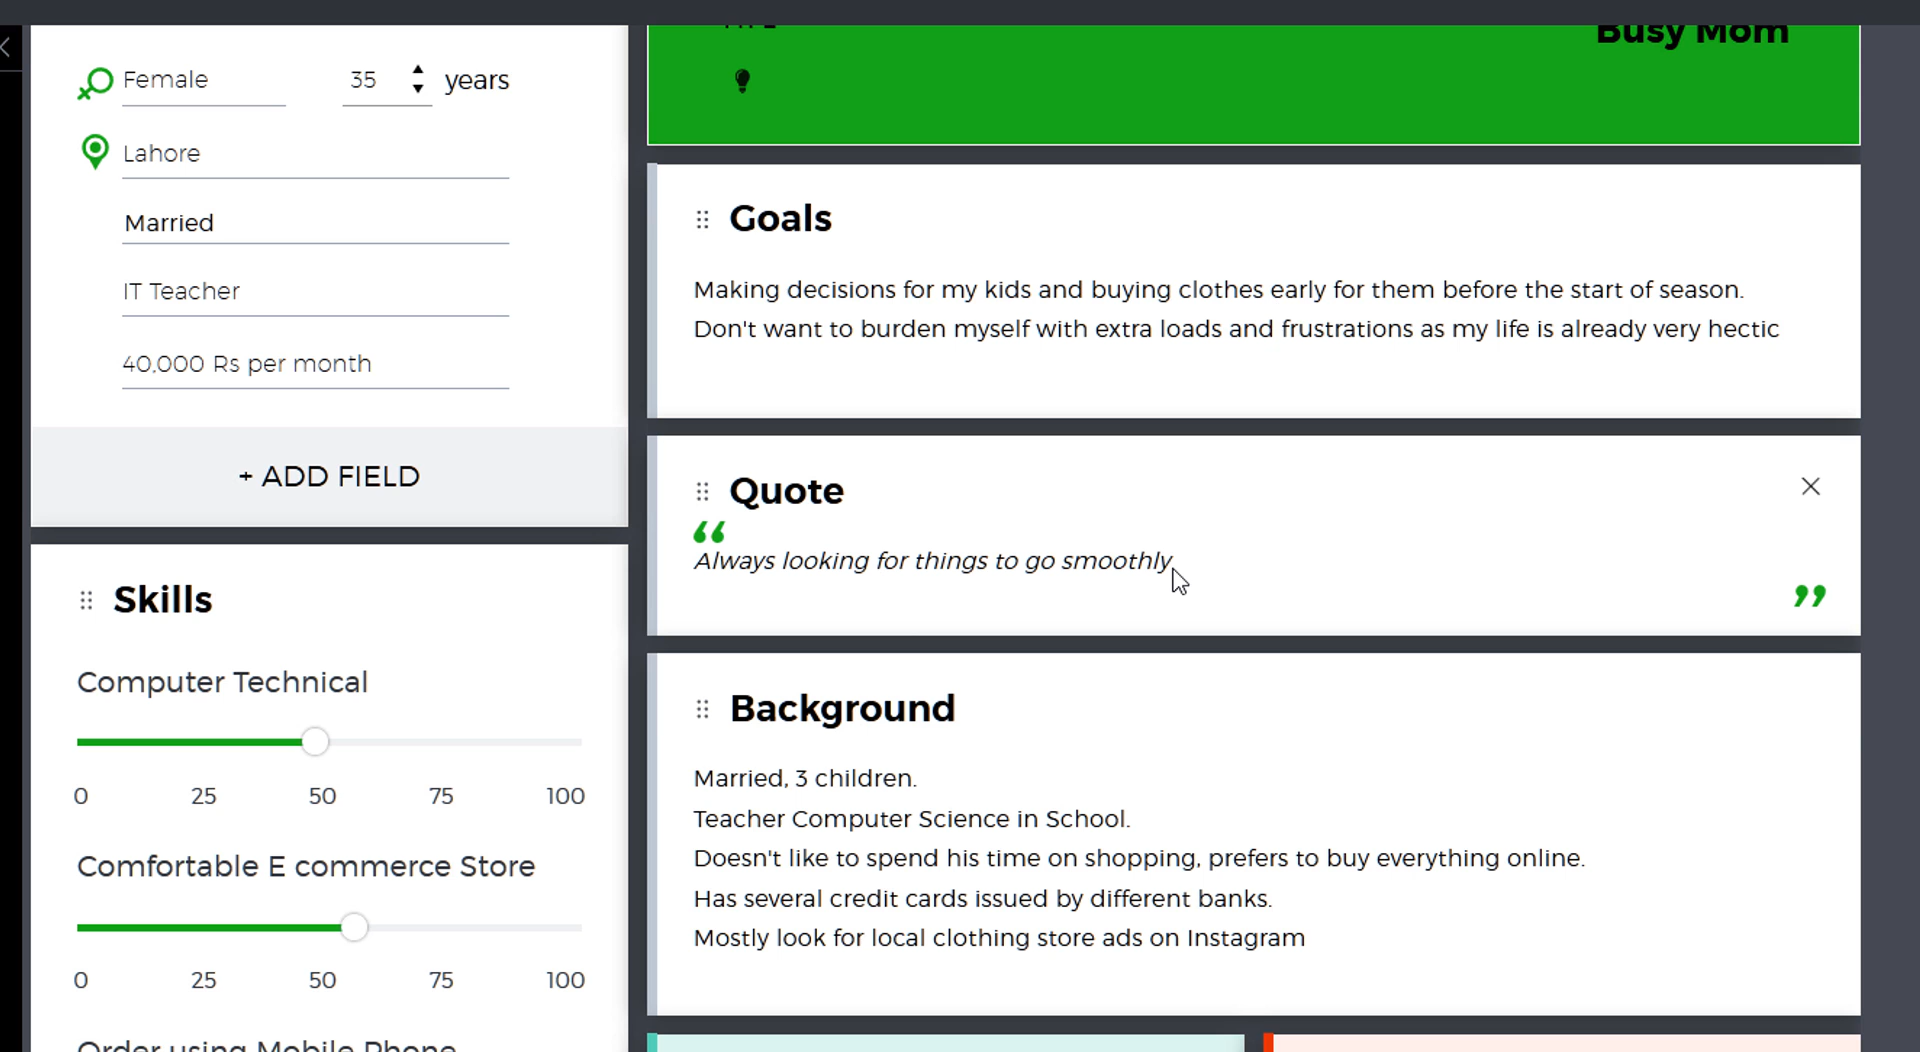 Female
35
years
Lahore
Married
IT Teacher
40,000 Rs per month
+ ADD FIELD
Skills
Computer Technical
0 25 50 75 100
Comfortable E commerce Store
0 25 50 75 100
Order using Mobile Phone
Busy Mom
Goals
Making decisions for my kids and buying clothes early for them before the start of season.
Don't want to burden myself with extra loads and frustrations as my life is already very hectic
Quote
“
Always looking for things to go smoothly
”
Background
Married, 3 children.
Teacher Computer Science in School.
Doesn't like to spend his time on shopping, prefers to buy everything online.
Has several credit cards issued by different banks.
Mostly look for local clothing store ads on Instagram